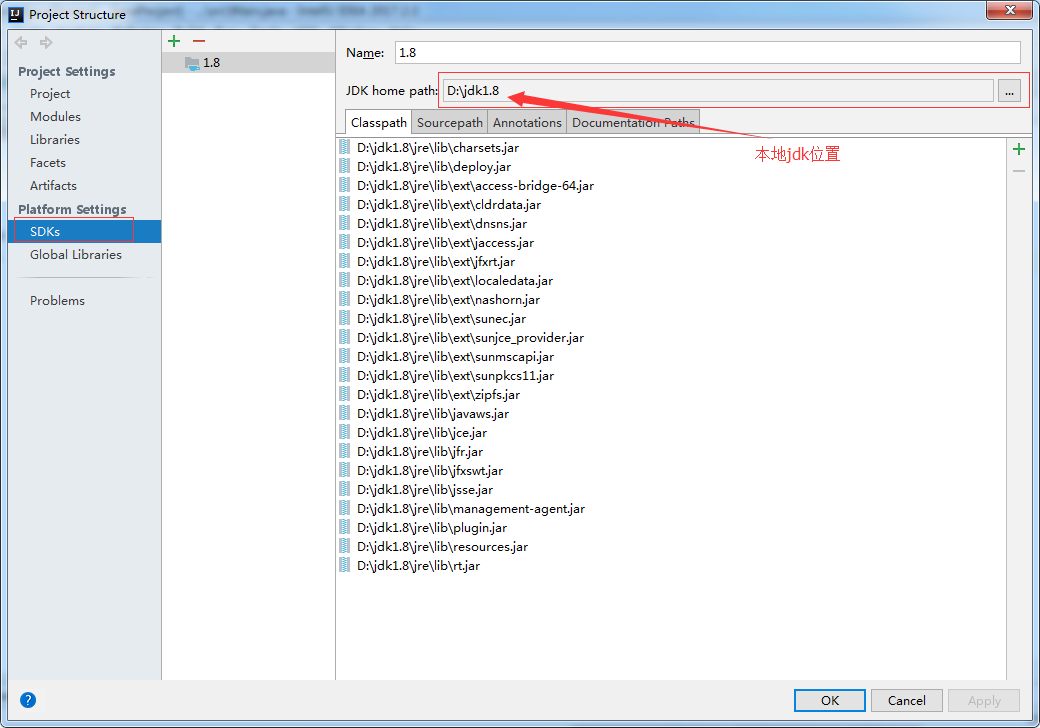 Project Structure
Project Settings
Project
Modules
Libraries
Facets
Artifacts
Platform Settings
SDKs
Global Libraries
Problems
1.8
Name: 1.8
JDK home path: D:\jdk1.8 ...
Classpath Sourcepath Annotations Documentation Paths
本地jdk位置
D:\jdk1.8\jre\lib\charsets.jar
D:\jdk1.8\jre\lib\deploy.jar
D:\jdk1.8\jre\lib\ext\access-bridge-64.jar
D:\jdk1.8\jre\lib\ext\cldrdata.jar
D:\jdk1.8\jre\lib\ext\dnsns.jar
D:\jdk1.8\jre\lib\ext\jaccess.jar
D:\jdk1.8\jre\lib\ext\jfxrt.jar
D:\jdk1.8\jre\lib\ext\localedata.jar
D:\jdk1.8\jre\lib\ext\nashorn.jar
D:\jdk1.8\jre\lib\ext\sunec.jar
D:\jdk1.8\jre\lib\ext\sunjce_provider.jar
D:\jdk1.8\jre\lib\ext\sunmscapi.jar
D:\jdk1.8\jre\lib\ext\sunpkcs11.jar
D:\jdk1.8\jre\lib\ext\zipfs.jar
D:\jdk1.8\jre\lib\javaws.jar
D:\jdk1.8\jre\lib\jce.jar
D:\jdk1.8\jre\lib\jfr.jar
D:\jdk1.8\jre\lib\jfxswt.jar
D:\jdk1.8\jre\lib\jsse.jar
D:\jdk1.8\jre\lib\management-agent.jar
D:\jdk1.8\jre\lib\plugin.jar
D:\jdk1.8\jre\lib\resources.jar
D:\jdk1.8\jre\lib\rt.jar
OK Cancel Apply